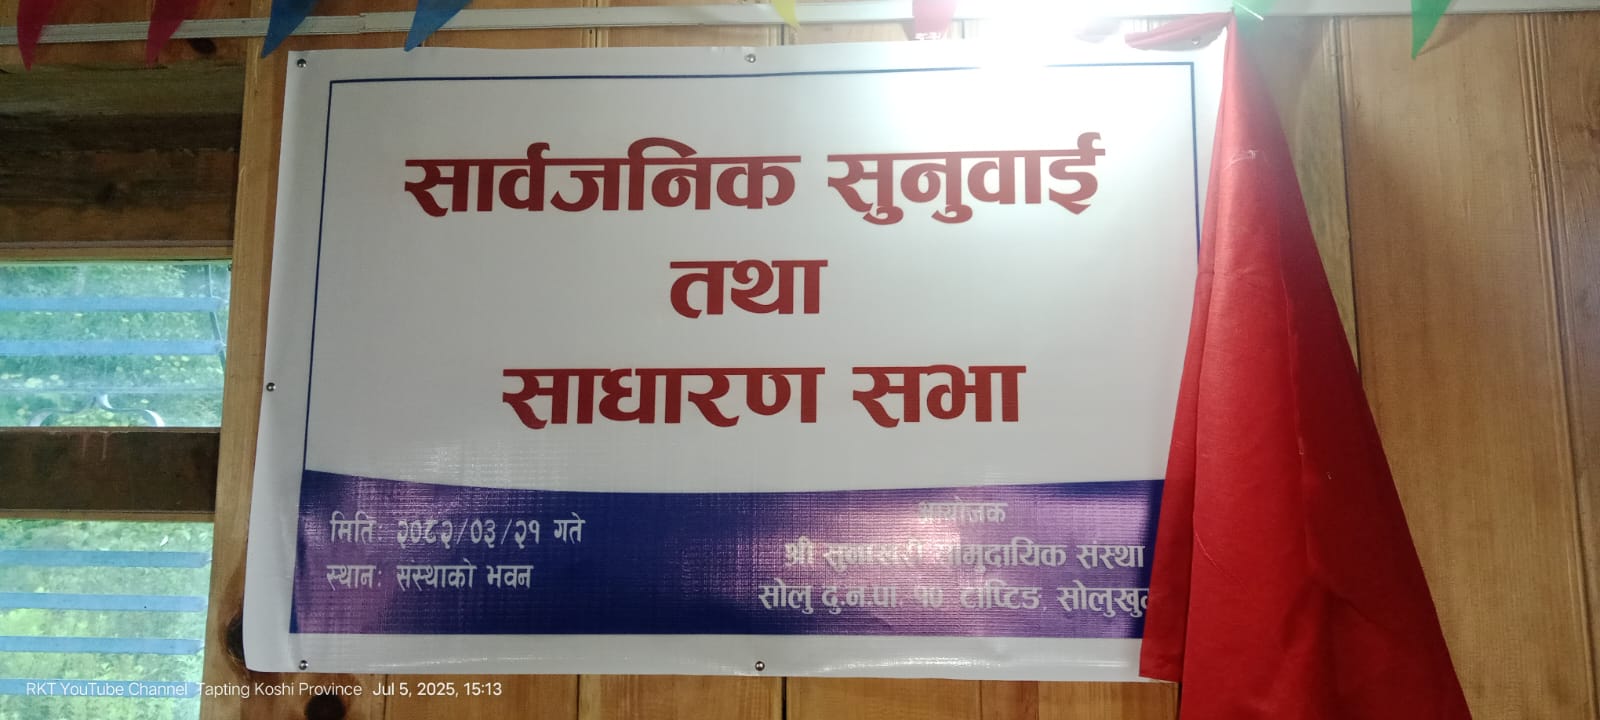 सार्वजनिक सुनुवाई
तथा
साधारण सभा
मिति: २०८२/०३/२१ गते
स्थान: संस्थाको भवन
आयोजक
श्री सामुदायिक संस्था
सोलु दु.न.पा. १० टाप्टिङ, सोलुखु
RKT YouTube Channel Tapting Koshi Province Jul 5, 2025, 15:13